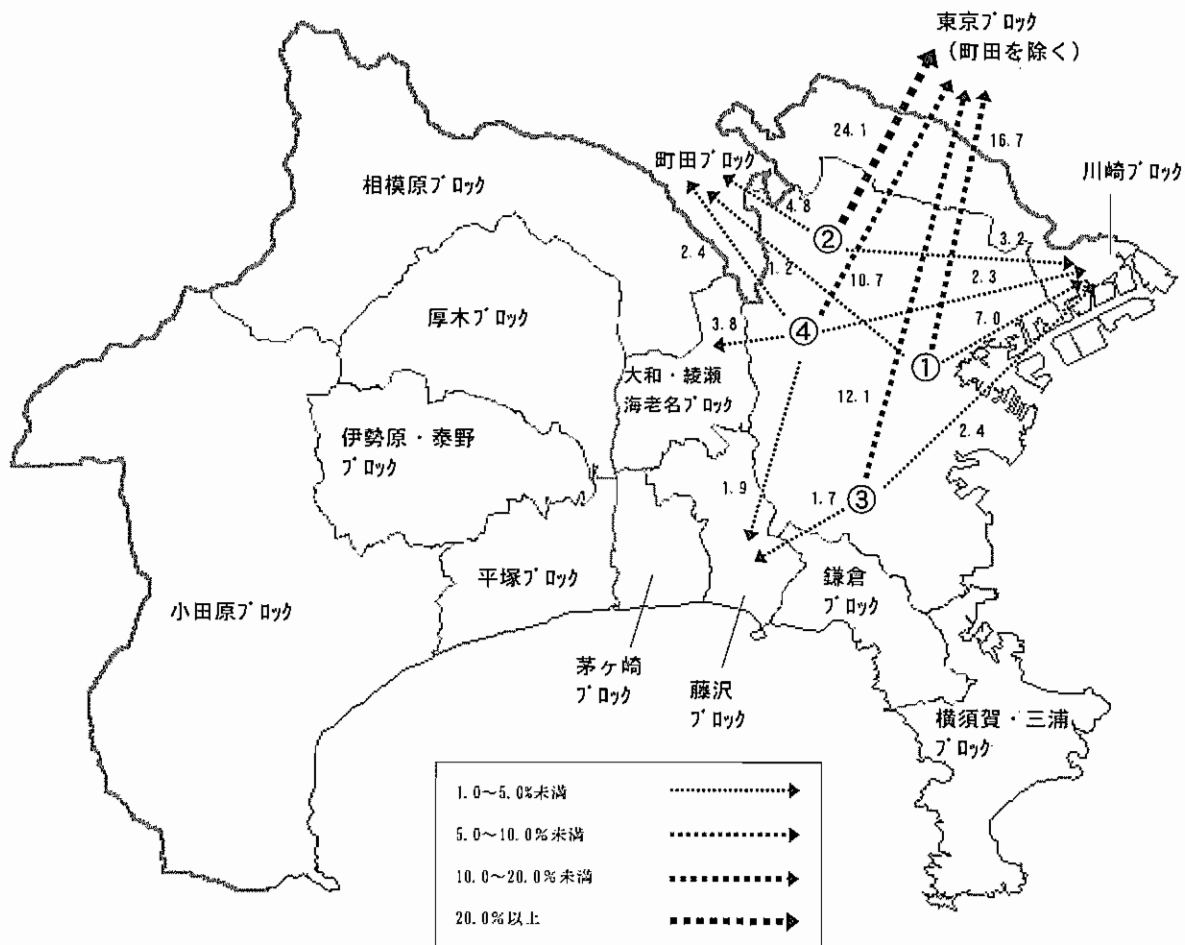 東京ブロック
(町田を除く)
24.1
16.7
町田ブロック
川崎ブロック
相模原ブロック
4.8
②
3.2
2.4
1.2
10.7
2.3
厚木ブロック
3.8
④
7.0
①
大和・綾瀬
海老名ブロック
12.1
伊勢原・泰野
ブロック
2.4
1.9
1.7
③
平塚ブロック
鎌倉
ブロック
小田原ブロック
茅ヶ崎
ブロック
藤沢
ブロック
横須賀・三浦
ブロック
1.0～5.0%未満
5.0～10.0%未満
10.0～20.0%未満
20.0%以上